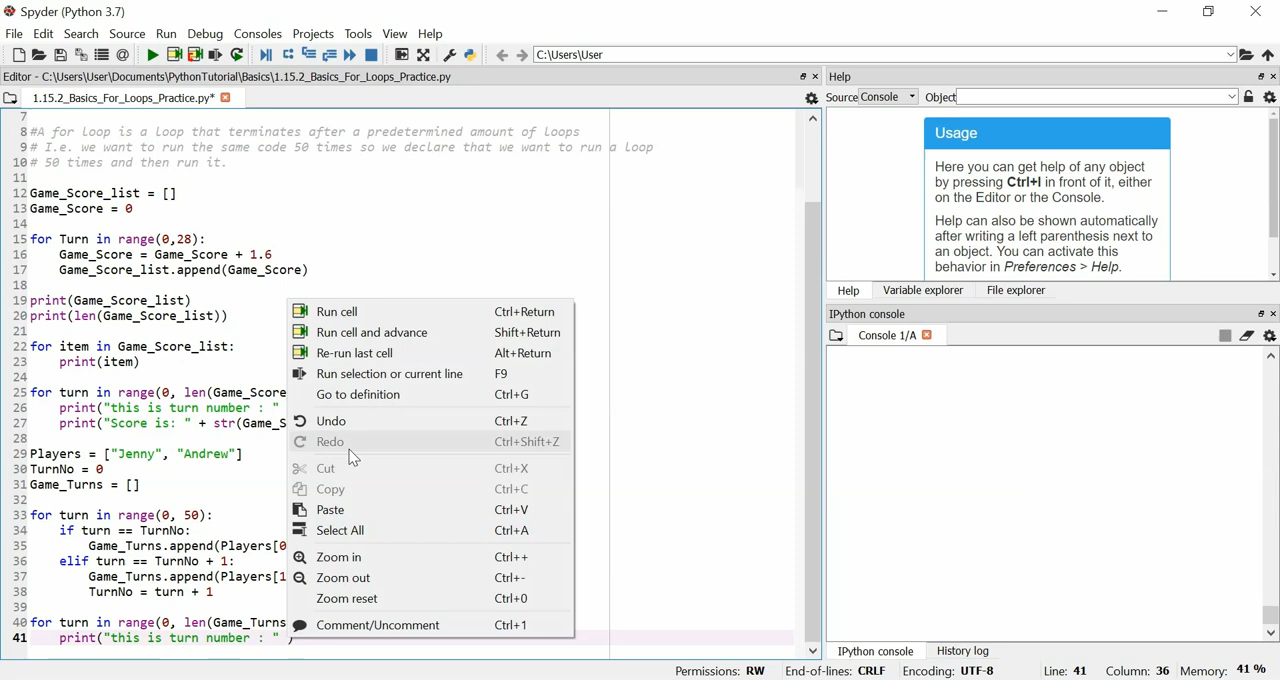 Spyder (Python 3.7)
File Edit Search Source Run Debug Consoles Projects Tools View Help
C:\Users\User
Editor - C:\Users\User\Documents\PythonTutorial\Basics\1.15.2_Basics_For_Loops_Practice.py
1.15.2_Basics_For_Loops_Practice.py*
7
8 #A for loop is a loop that terminates after a predetermined amount of loops
9 # I.e. we want to run the same code 50 times so we declare that we want to run a loop
10 # 50 times and then run it.
11
12 Game_Score_list = []
13 Game_Score = 0
14
15 for Turn in range(0,28):
16 Game_Score = Game_Score + 1.6
17 Game_Score_list.append(Game_Score)
18
19 print(Game_Score_list)
20 print(len(Game_Score_list))
21
22 for item in Game_Score_list:
23 print(item)
24
25 for turn in range(0, len(Game_Score
26 print("this is turn number : "
27 print("Score is: " + str(Game_S
28
29 Players = ["Jenny", "Andrew"]
30 TurnNo = 0
31 Game_Turns = []
32
33 for turn in range(0, 50):
34 if turn == TurnNo:
35 Game_Turns.append(Players[0
36 elif turn == TurnNo + 1:
37 Game_Turns.append(Players[1
38 TurnNo = turn + 1
39
40 for turn in range(0, len(Game_Turns
41 print("this is turn number : " )
Run cell Ctrl+Return
Run cell and advance Shift+Return
Re-run last cell Alt+Return
Run selection or current line F9
Go to definition Ctrl+G
Undo Ctrl+Z
Redo Ctrl+Shift+Z
Cut Ctrl+X
Copy Ctrl+C
Paste Ctrl+V
Select All Ctrl+A
Zoom in Ctrl++
Zoom out Ctrl+-
Zoom reset Ctrl+0
Comment/Uncomment Ctrl+1
Help
Source Console Object
Usage
Here you can get help of any object
by pressing Ctrl+I in front of it, either
on the Editor or the Console.
Help can also be shown automatically
after writing a left parenthesis next to
an object. You can activate this
behavior in Preferences > Help.
Help Variable explorer File explorer
IPython console
Console 1/A
IPython console History log
Permissions: RW End-of-lines: CRLF Encoding: UTF-8 Line: 41 Column: 36 Memory: 41 %